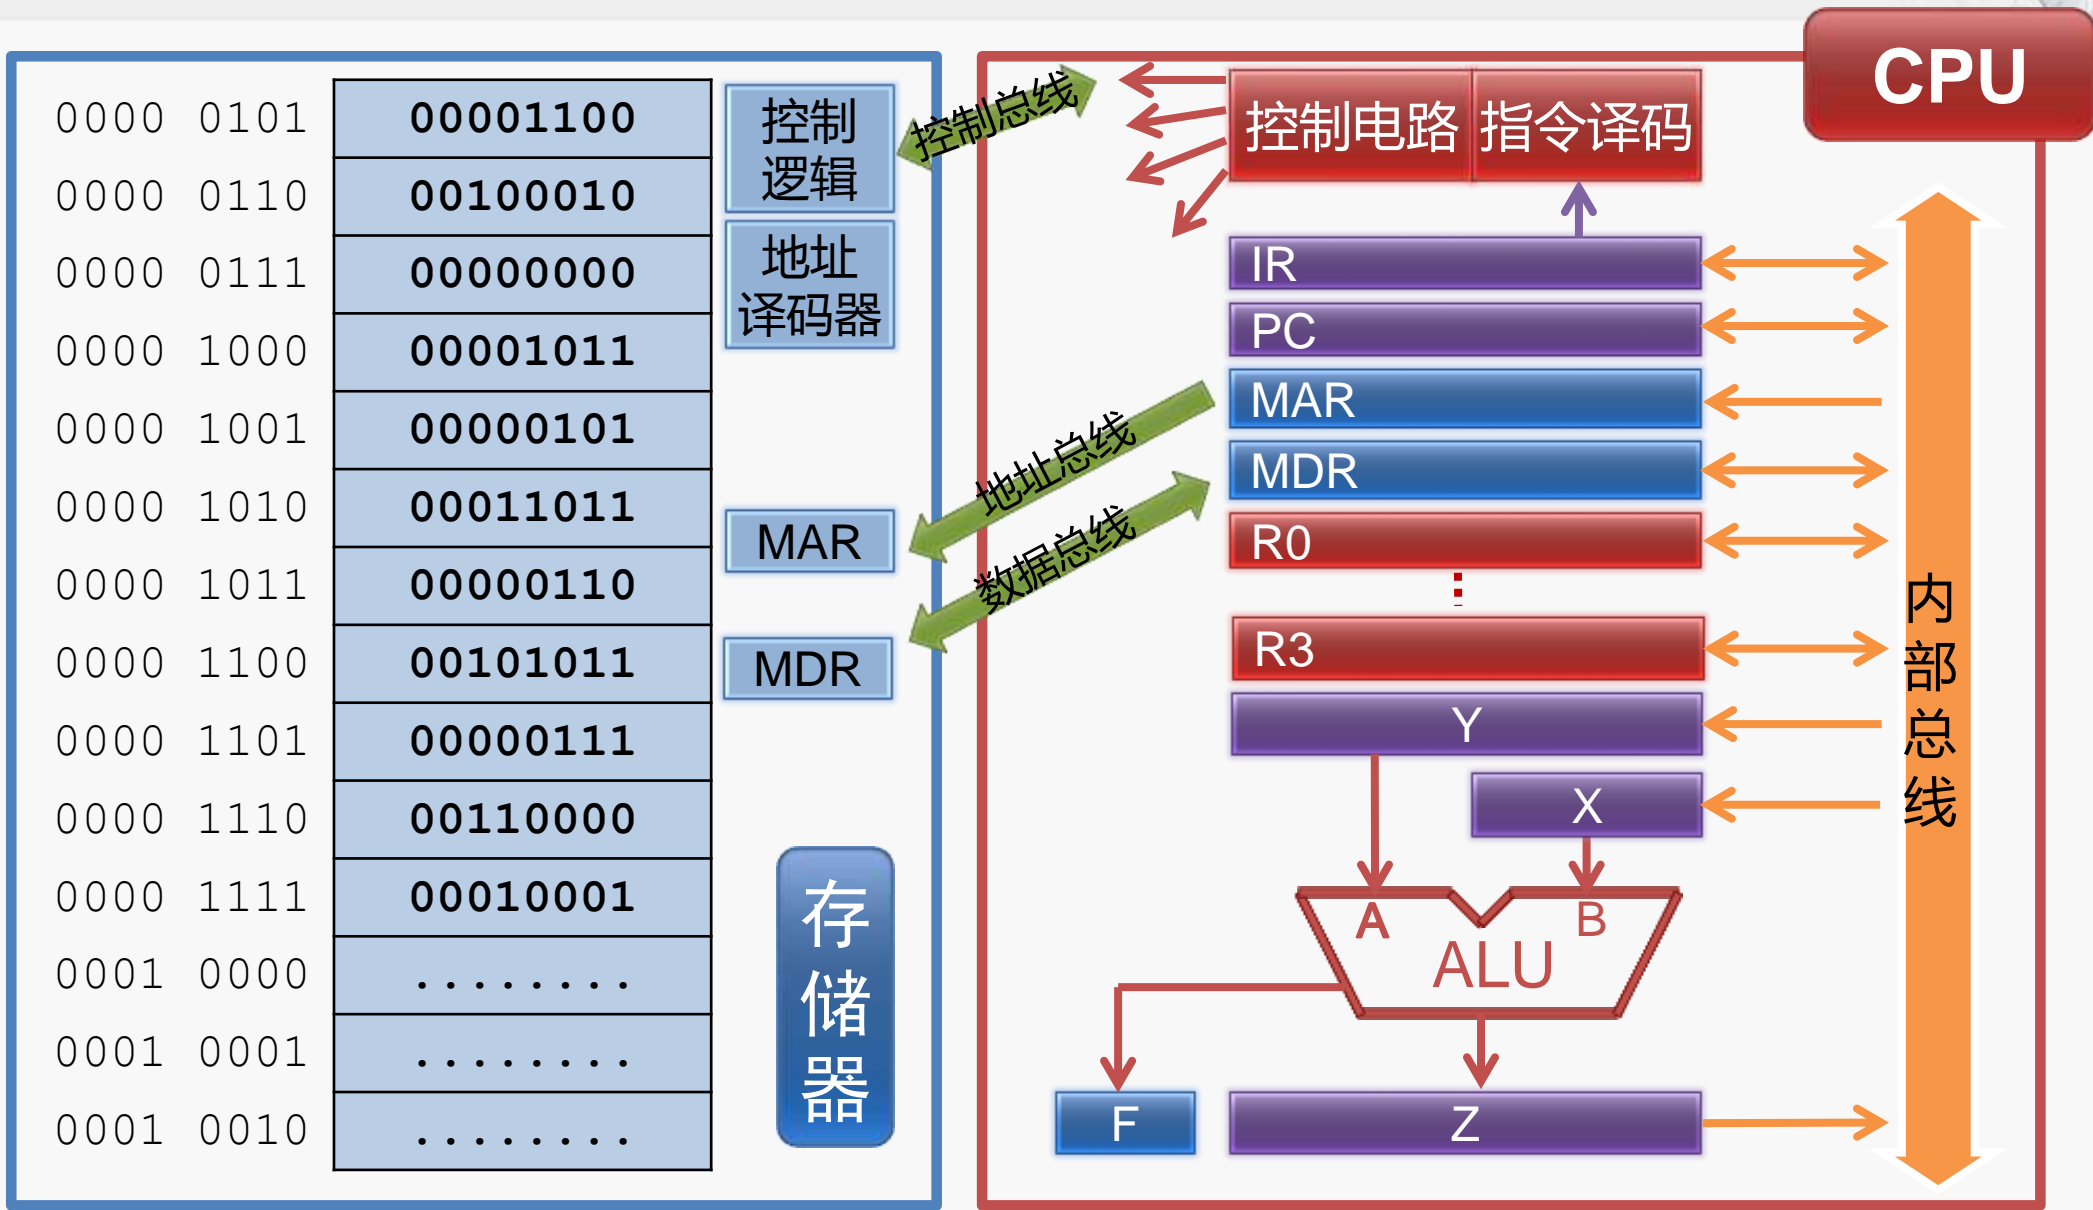 CPU
0000 0101 00001100
0000 0110 00100010
0000 0111 00000000
0000 1000 00001011
0000 1001 00000101
0000 1010 00011011
0000 1011 00000110
0000 1100 00101011
0000 1101 00000111
0000 1110 00110000
0000 1111 00010001
0001 0000 ........
0001 0001 ........
0001 0010 ........
控制
逻辑
地址
译码器
MAR
MDR
存
储
器
控制总线
地址总线
数据总线
控制电路 指令译码
IR
PC
MAR
MDR
R0
R3
Y
X
A B
ALU
F Z
内
部
总
线